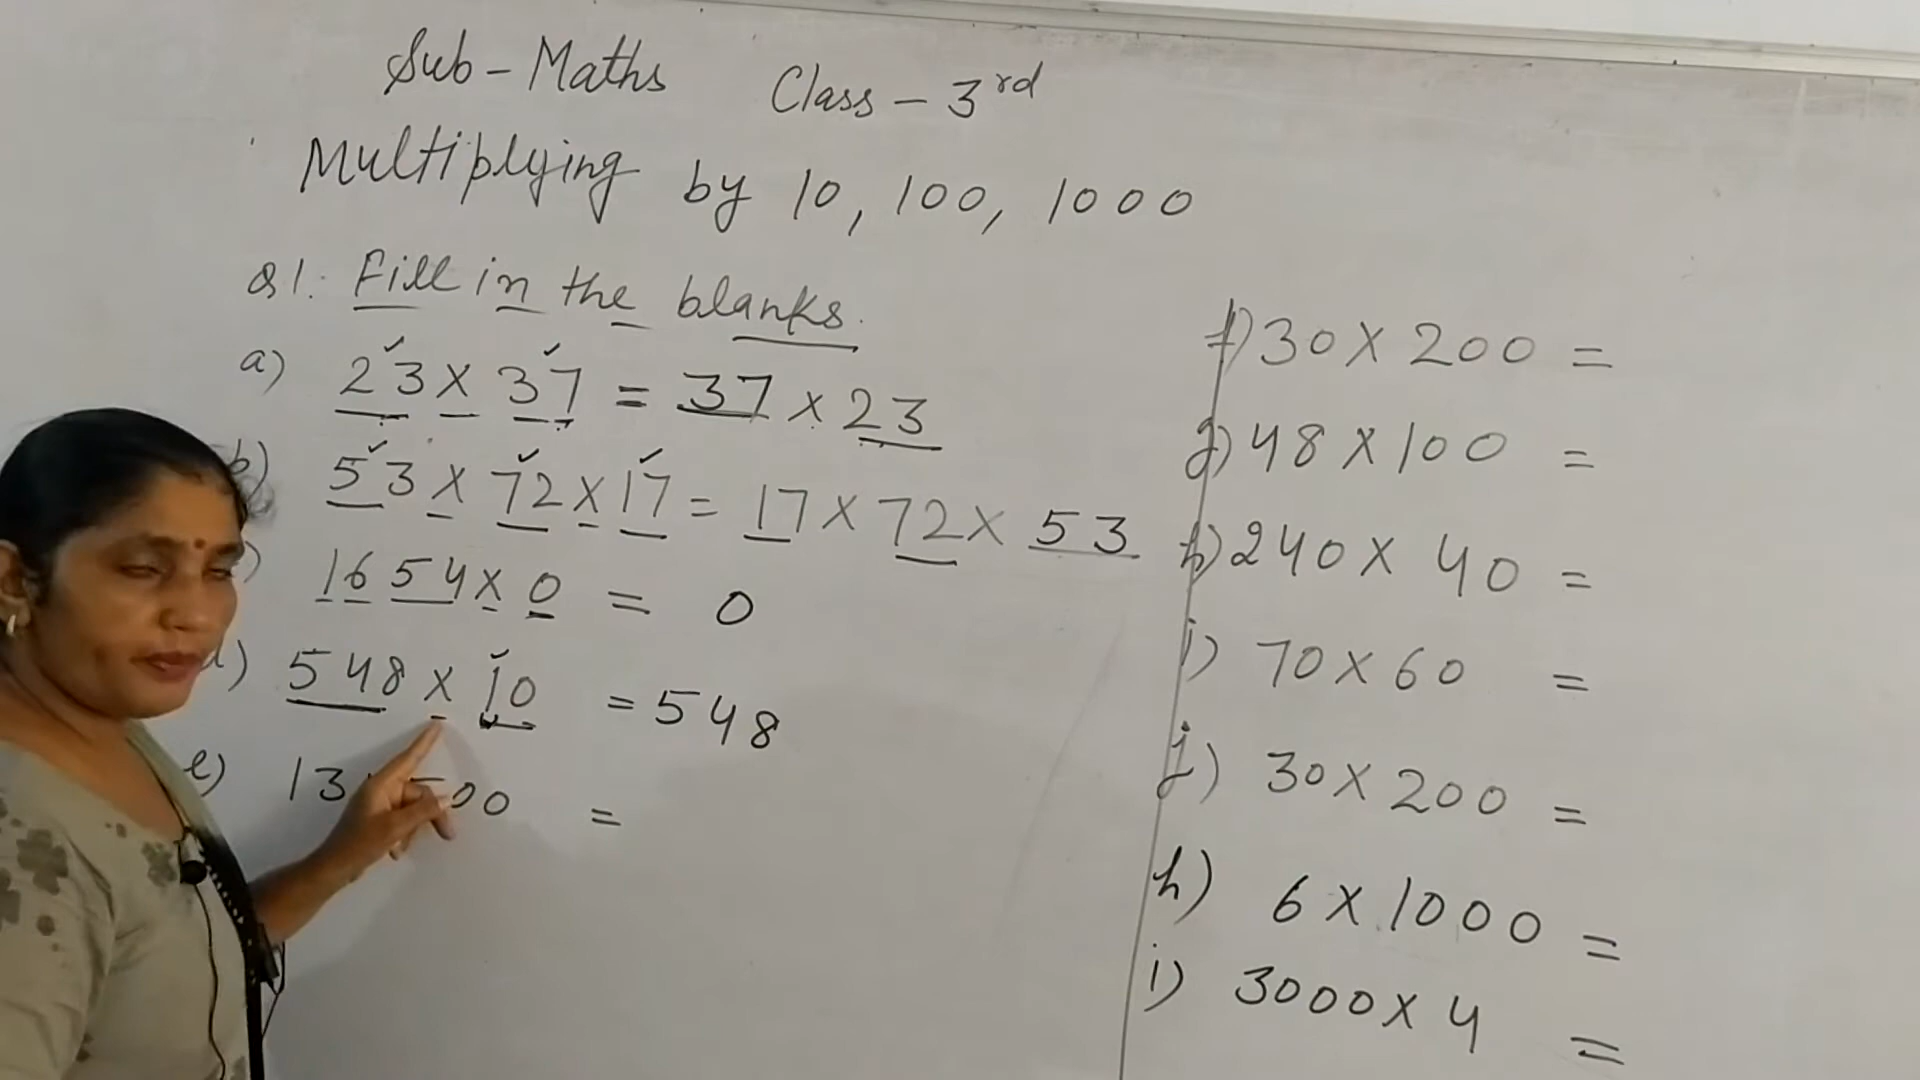 Sub - Maths Class - 3rd
Multiplying by 10, 100, 1000
Q1. Fill in the blanks.
a) 23 x 37 = 37 x 23
b) 53 x 72 x 17 = 17 x 72 x 53
) 1654 x 0 = 0
d) 548 x 10 = 548
e) 13 00 =
f) 30 x 200 =
g) 48 x 100 =
h) 240 x 40 =
i) 70 x 60 =
j) 30 x 200 =
h) 6 x 1000 =
i) 3000 x 4 =